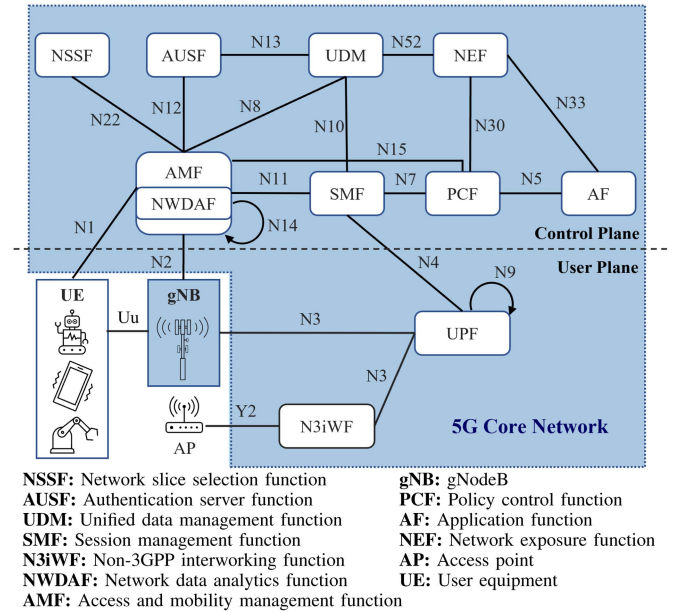 N13
N52
NSSF
AUSF
UDM
NEF
N22
N12
N8
N10
N30
N33
N15
AMF
NWDAF
N11
SMF
N7
PCF
N5
AF
N1
N14
Control Plane
N2
N4
User Plane
N9
UE
gNB
Uu
N3
UPF
N3
Y2
N3iWF
AP
5G Core Network
NSSF: Network slice selection function
AUSF: Authentication server function
UDM: Unified data management function
SMF: Session management function
N3iWF: Non-3GPP interworking function
NWDAF: Network data analytics function
AMF: Access and mobility management function
gNB: gNodeB
PCF: Policy control function
AF: Application function
NEF: Network exposure function
AP: Access point
UE: User equipment